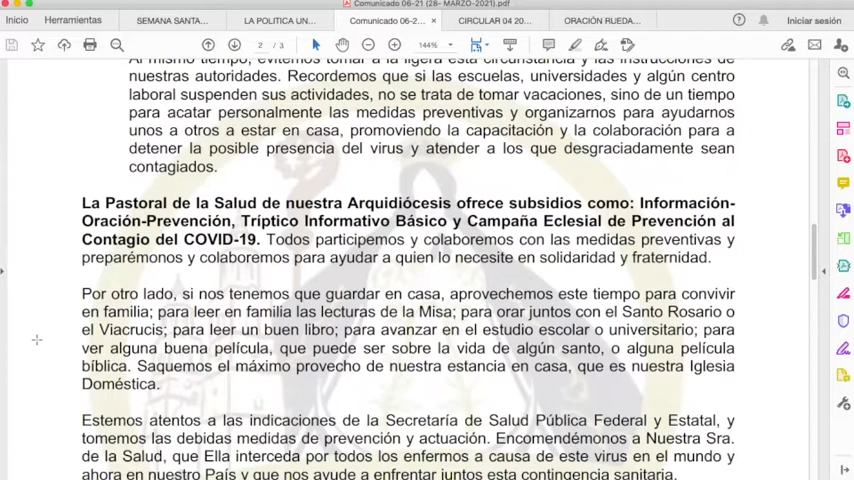 Comunicado 06-21 (28- MARZO-2021).pdf
Inicio Herramientas SEMANA SANTA... LA POLITICA UN... Comunicado 06-2... × CIRCULAR 04 20... ORACIÓN RUEDA... Iniciar sesión
2 / 3 144%
Al mismo tiempo, evitemos tomar a la ligera esta circunstancia y las instrucciones de
nuestras autoridades. Recordemos que si las escuelas, universidades y algún centro
laboral suspenden sus actividades, no se trata de tomar vacaciones, sino de un tiempo
para acatar personalmente las medidas preventivas y organizarnos para ayudarnos
unos a otros a estar en casa, promoviendo la capacitación y la colaboración para a
detener la posible presencia del virus y atender a los que desgraciadamente sean
contagiados.
La Pastoral de la Salud de nuestra Arquidiócesis ofrece subsidios como: Información-
Oración-Prevención, Tríptico Informativo Básico y Campaña Eclesial de Prevención al
Contagio del COVID-19. Todos participemos y colaboremos con las medidas preventivas y
preparémonos y colaboremos para ayudar a quien lo necesite en solidaridad y fraternidad.
Por otro lado, si nos tenemos que guardar en casa, aprovechemos este tiempo para convivir
en familia; para leer en familia las lecturas de la Misa; para orar juntos con el Santo Rosario o
el Viacrucis; para leer un buen libro; para avanzar en el estudio escolar o universitario; para
ver alguna buena película, que puede ser sobre la vida de algún santo, o alguna película
bíblica. Saquemos el máximo provecho de nuestra estancia en casa, que es nuestra Iglesia
Doméstica.
Estemos atentos a las indicaciones de la Secretaría de Salud Pública Federal y Estatal, y
tomemos las debidas medidas de prevención y actuación. Encomendémonos a Nuestra Sra.
de la Salud, que Ella interceda por todos los enfermos a causa de este virus en el mundo y
ahora en nuestro País y que nos ayude a enfrentar juntos esta contingencia sanitaria.